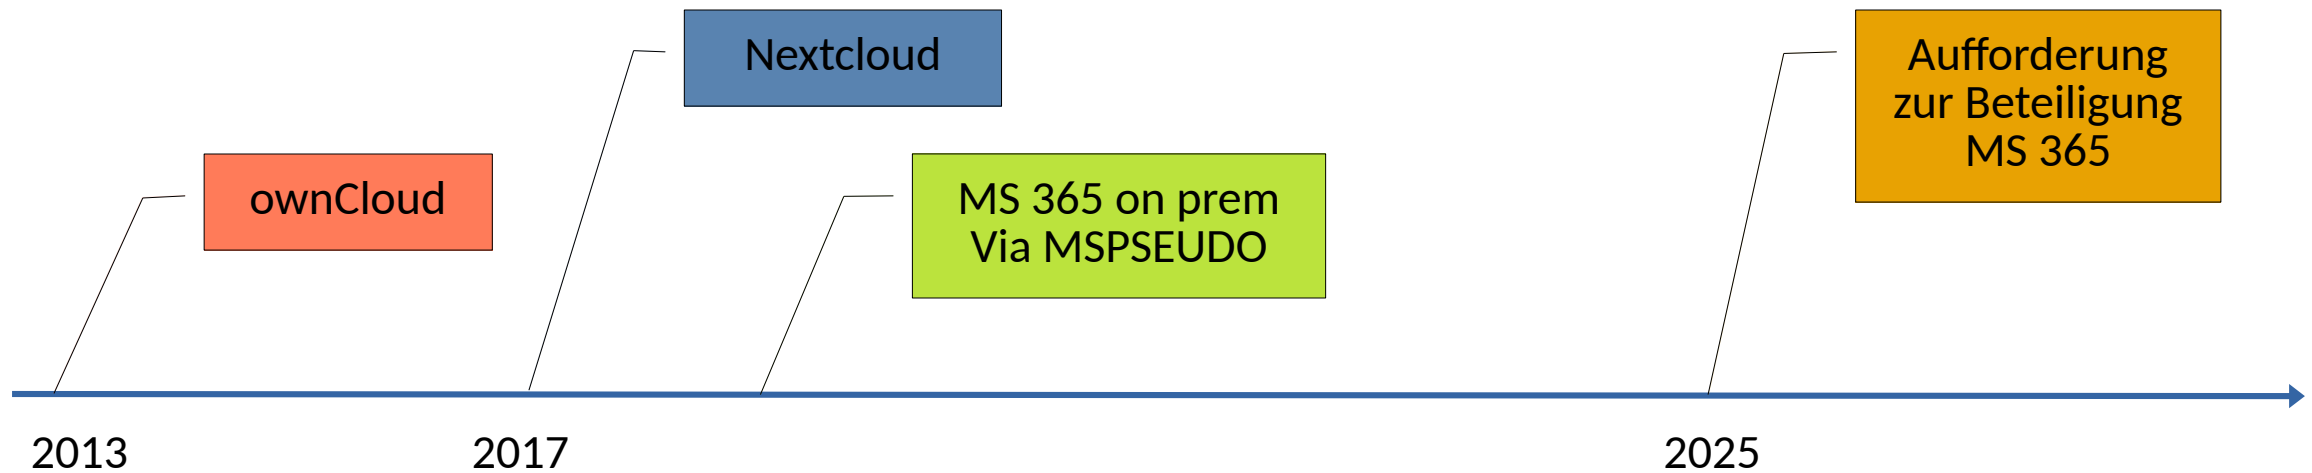 Nextcloud
Aufforderung
zur Beteiligung
MS 365
ownCloud
MS 365 on prem
Via MSPSEUDO
2013
2017
2025